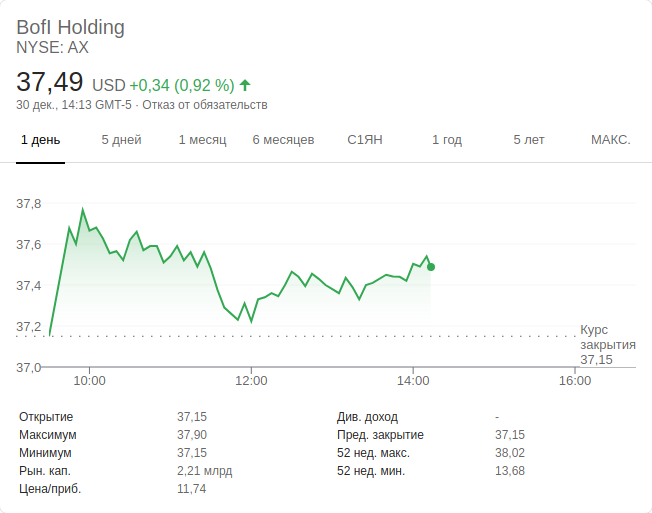 BofI Holding
NYSE: AX
37,49 USD +0,34 (0,92 %)
30 дек., 14:13 GMT-5 · Отказ от обязательств
1 день 5 дней 1 месяц 6 месяцев С1ЯН 1 год 5 лет МАКС.
37,8
37,6
37,4
37,2
37,0
Курс
закрытия
37,15
10:00 12:00 14:00 16:00
Открытие 37,15 Див. доход -
Максимум 37,90 Пред. закрытие 37,15
Минимум 37,15 52 нед. макс. 38,02
Рын. кап. 2,21 млрд 52 нед. мин. 13,68
Цена/приб. 11,74